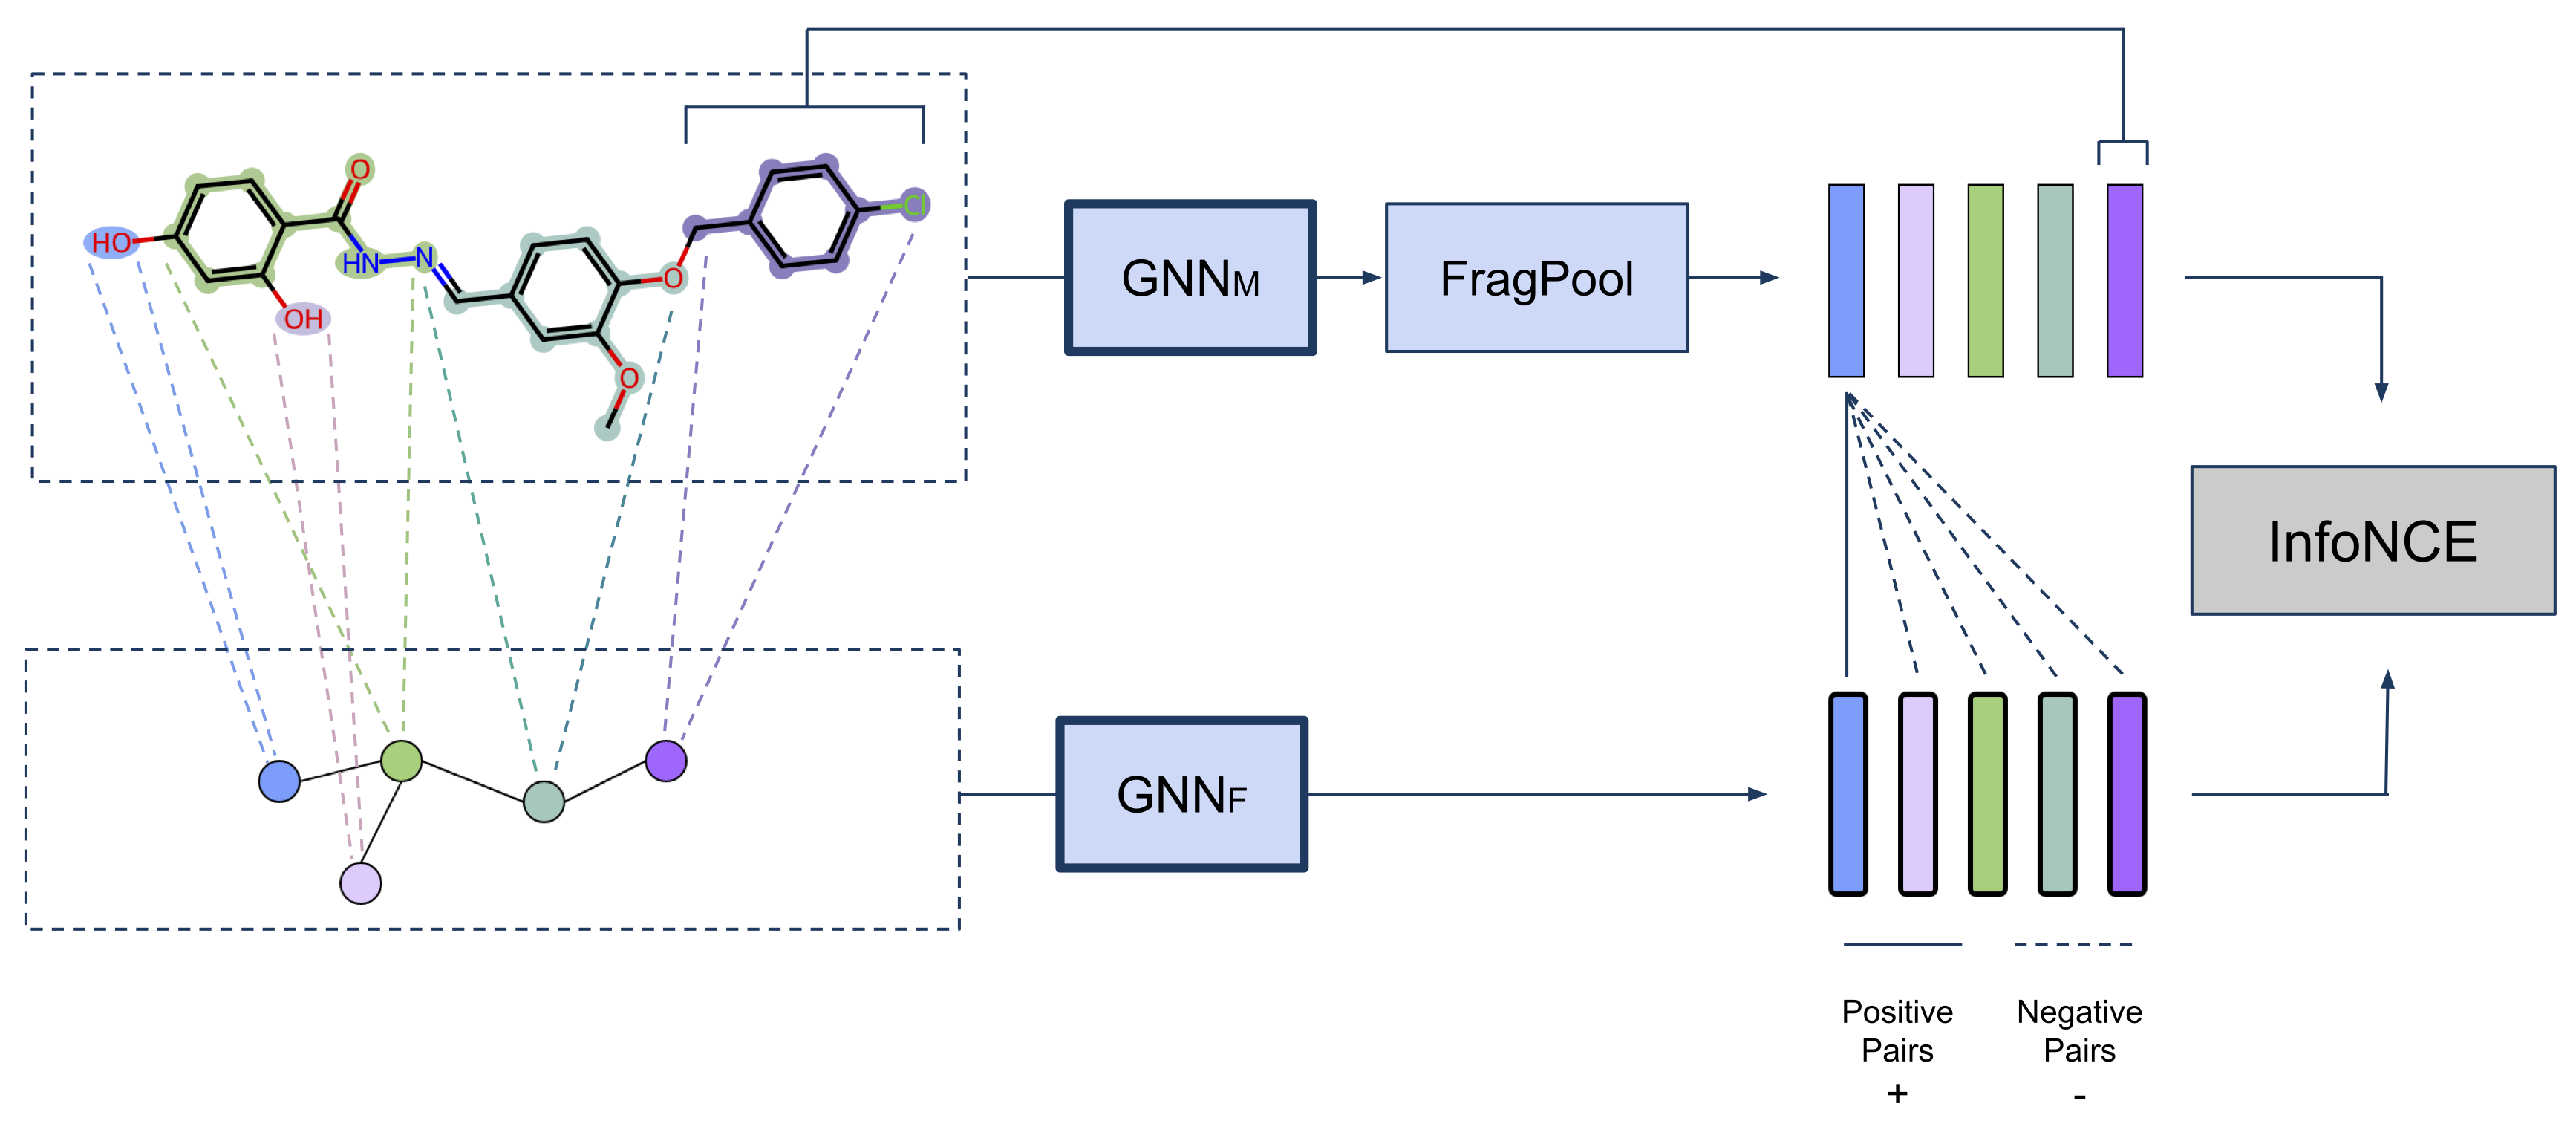 O
Cl
HO
HN
N
O
OH
O
GNNM
FragPool
InfoNCE
GNNF
Positive
Pairs
+
Negative
Pairs
-